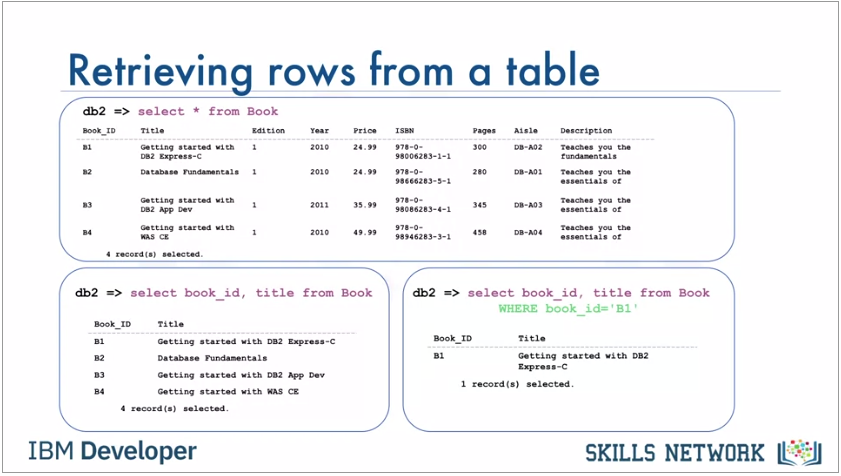 Retrieving rows from a table
db2 => select * from Book
Book_ID Title Edition Year Price ISBN Pages Aisle Description
B1 Getting started with 1 2010 24.99 978-0- 300 DB-A02 Teaches you the
DB2 Express-C 98006283-1-1 fundamentals
B2 Database Fundamentals 1 2010 24.99 978-0- 280 DB-A01 Teaches you the
98666283-5-1 essentials of
B3 Getting started with 1 2011 35.99 978-0- 345 DB-A03 Teaches you the
DB2 App Dev 98086283-4-1 essentials of
B4 Getting started with 1 2010 49.99 978-0- 458 DB-A04 Teaches you the
WAS CE 98946283-3-1 essentials of
4 record(s) selected.
db2 => select book_id, title from Book
Book_ID Title
B1 Getting started with DB2 Express-C
B2 Database Fundamentals
B3 Getting started with DB2 App Dev
B4 Getting started with WAS CE
4 record(s) selected.
db2 => select book_id, title from Book
WHERE book_id='B1'
Book_ID Title
B1 Getting started with DB2
Express-C
1 record(s) selected.
IBM Developer
SKILLS NETWORK